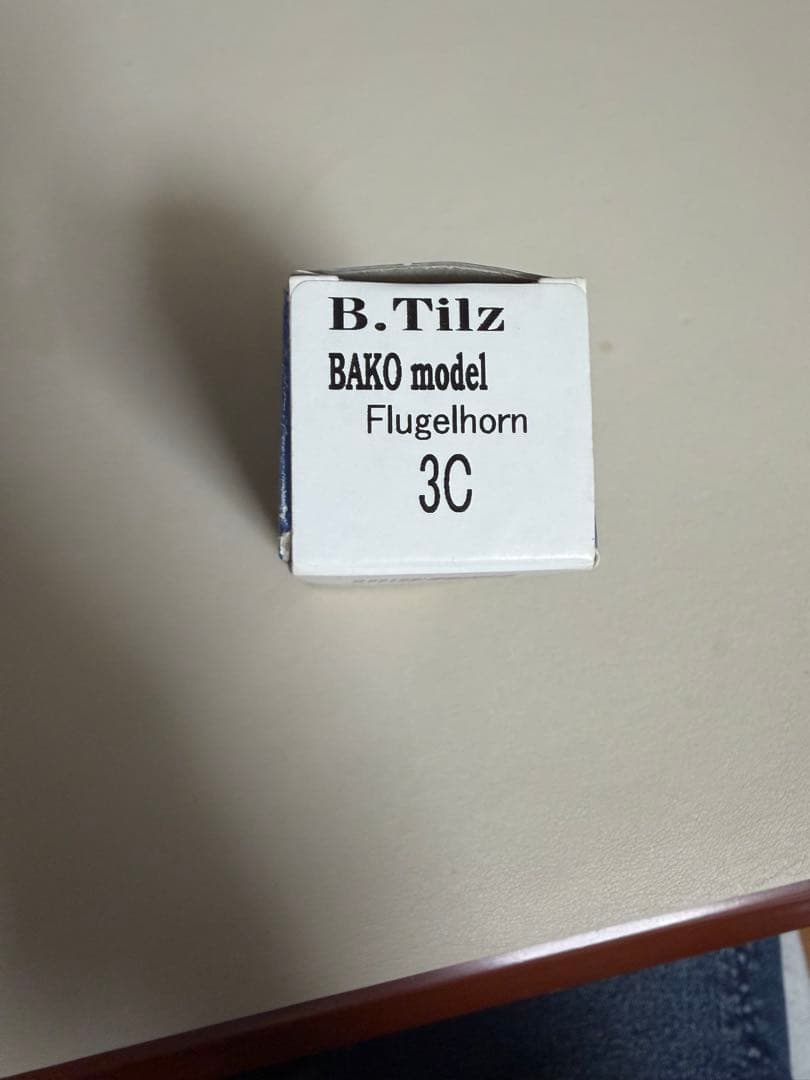 B.Tilz
BAKO model
Flugelhorn
3C